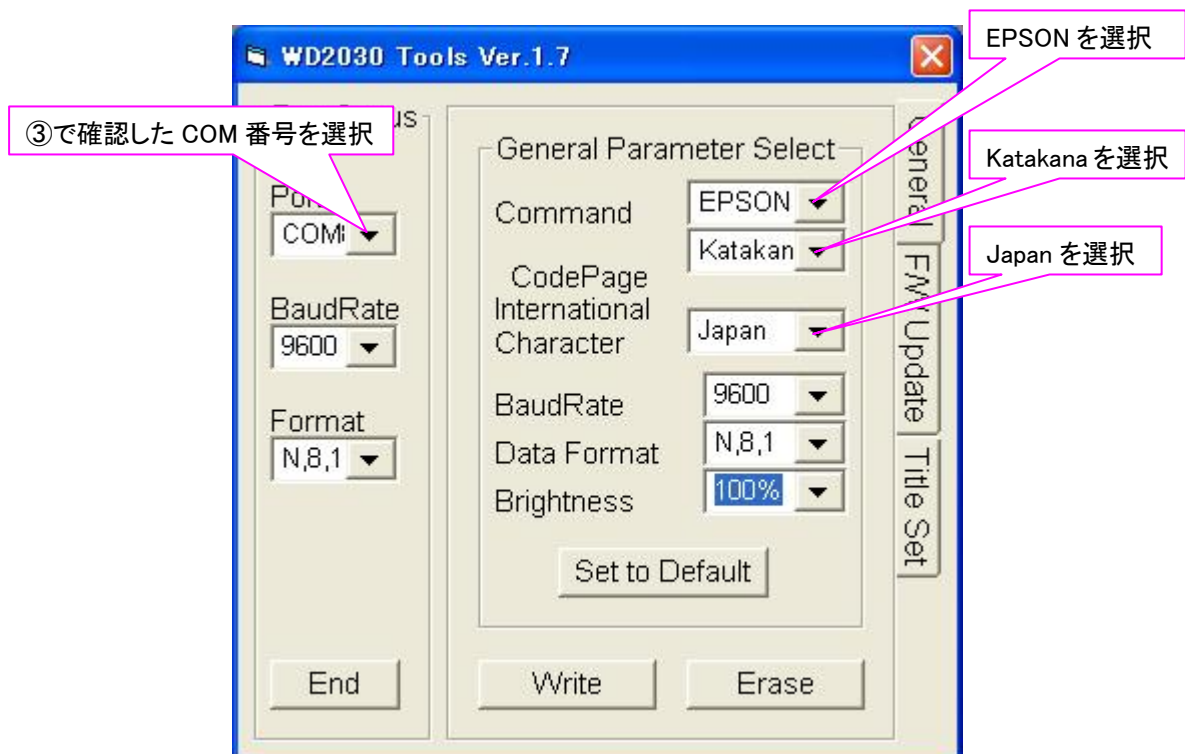 WD2030 Tools Ver.1.7
EPSON を選択
③で確認した COM 番号を選択
General Parameter Select
General
Katakana を選択
Command
EPSON
COM
Katakan
CodePage
Japan を選択
BaudRate
International
Character
Japan
F/W Update
9600
BaudRate
9600
Format
Data Format
N,8,1
N,8,1
Brightness
100%
Title Set
Set to Default
End
Write
Erase